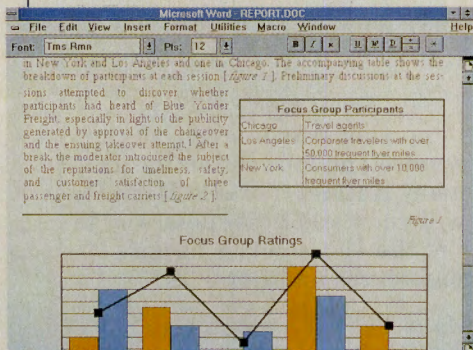 Microsoft Word - REPORT.DOC
File Edit View Insert Format Utilities Macro Window Help
Font: Tms Rmn Pts: 12 B I K U W D
in New York and Los Angeles and one in Chicago. The accompanying table shows the
breakdown of participants at each session [figure 1]. Preliminary discussions at the ses-
sions attempted to discover whether
participants had heard of Blue Yonder
Freight, especially in light of the publicity
generated by approval of the changeover
and the ensuing takeover attempt.1 After a
break, the moderator introduced the subject
of the reputations for timeliness, safety,
and customer satisfaction of three
passenger and freight carriers [figure 2].
Focus Group Participants
Chicago Travel agents
Los Angeles Corporate travelers with over
50,000 frequent flyer miles
New York Consumers with over 10,000
frequent flyer miles
Figure 1
Focus Group Ratings